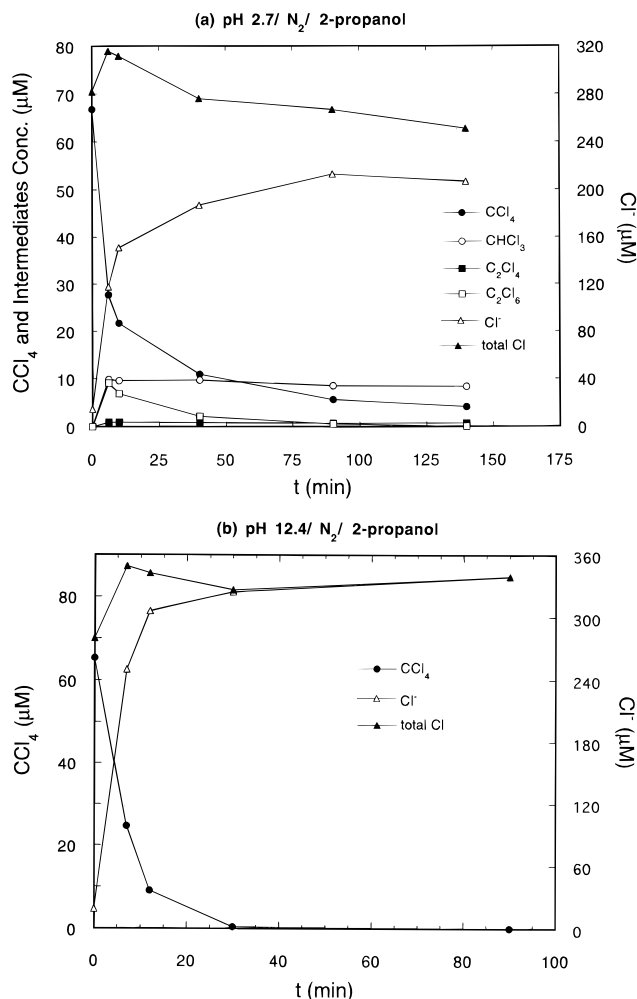 (a) pH 2.7/ N₂/ 2-propanol
CCl₄ and Intermediates Conc. (μM)
80
70
60
50
40
30
20
10
0
320
280
240
200
160
120
80
40
0
Cl⁻ (μM)
CCl₄
CHCl₃
C₂Cl₄
C₂Cl₆
Cl⁻
total Cl
0 25 50 75 100 125 150 175
t (min)
(b) pH 12.4/ N₂/ 2-propanol
CCl₄ (μM)
80
60
40
20
0
360
300
240
180
120
60
0
Cl⁻ (μM)
CCl₄
Cl⁻
total Cl
0 20 40 60 80 100
t (min)